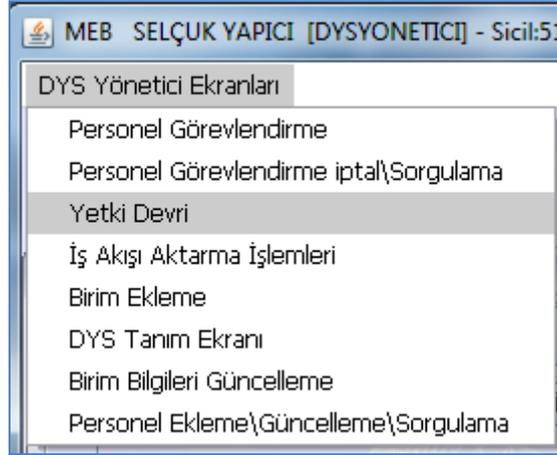 MEB SELÇUK YAPICI [DYSYONETICI] - Sicil:51
DYS Yönetici Ekranları
Personel Görevlendirme
Personel Görevlendirme iptal\Sorgulama
Yetki Devri
İş Akışı Aktarma İşlemleri
Birim Ekleme
DYS Tanım Ekranı
Birim Bilgileri Güncelleme
Personel Ekleme\Güncelleme\Sorgulama